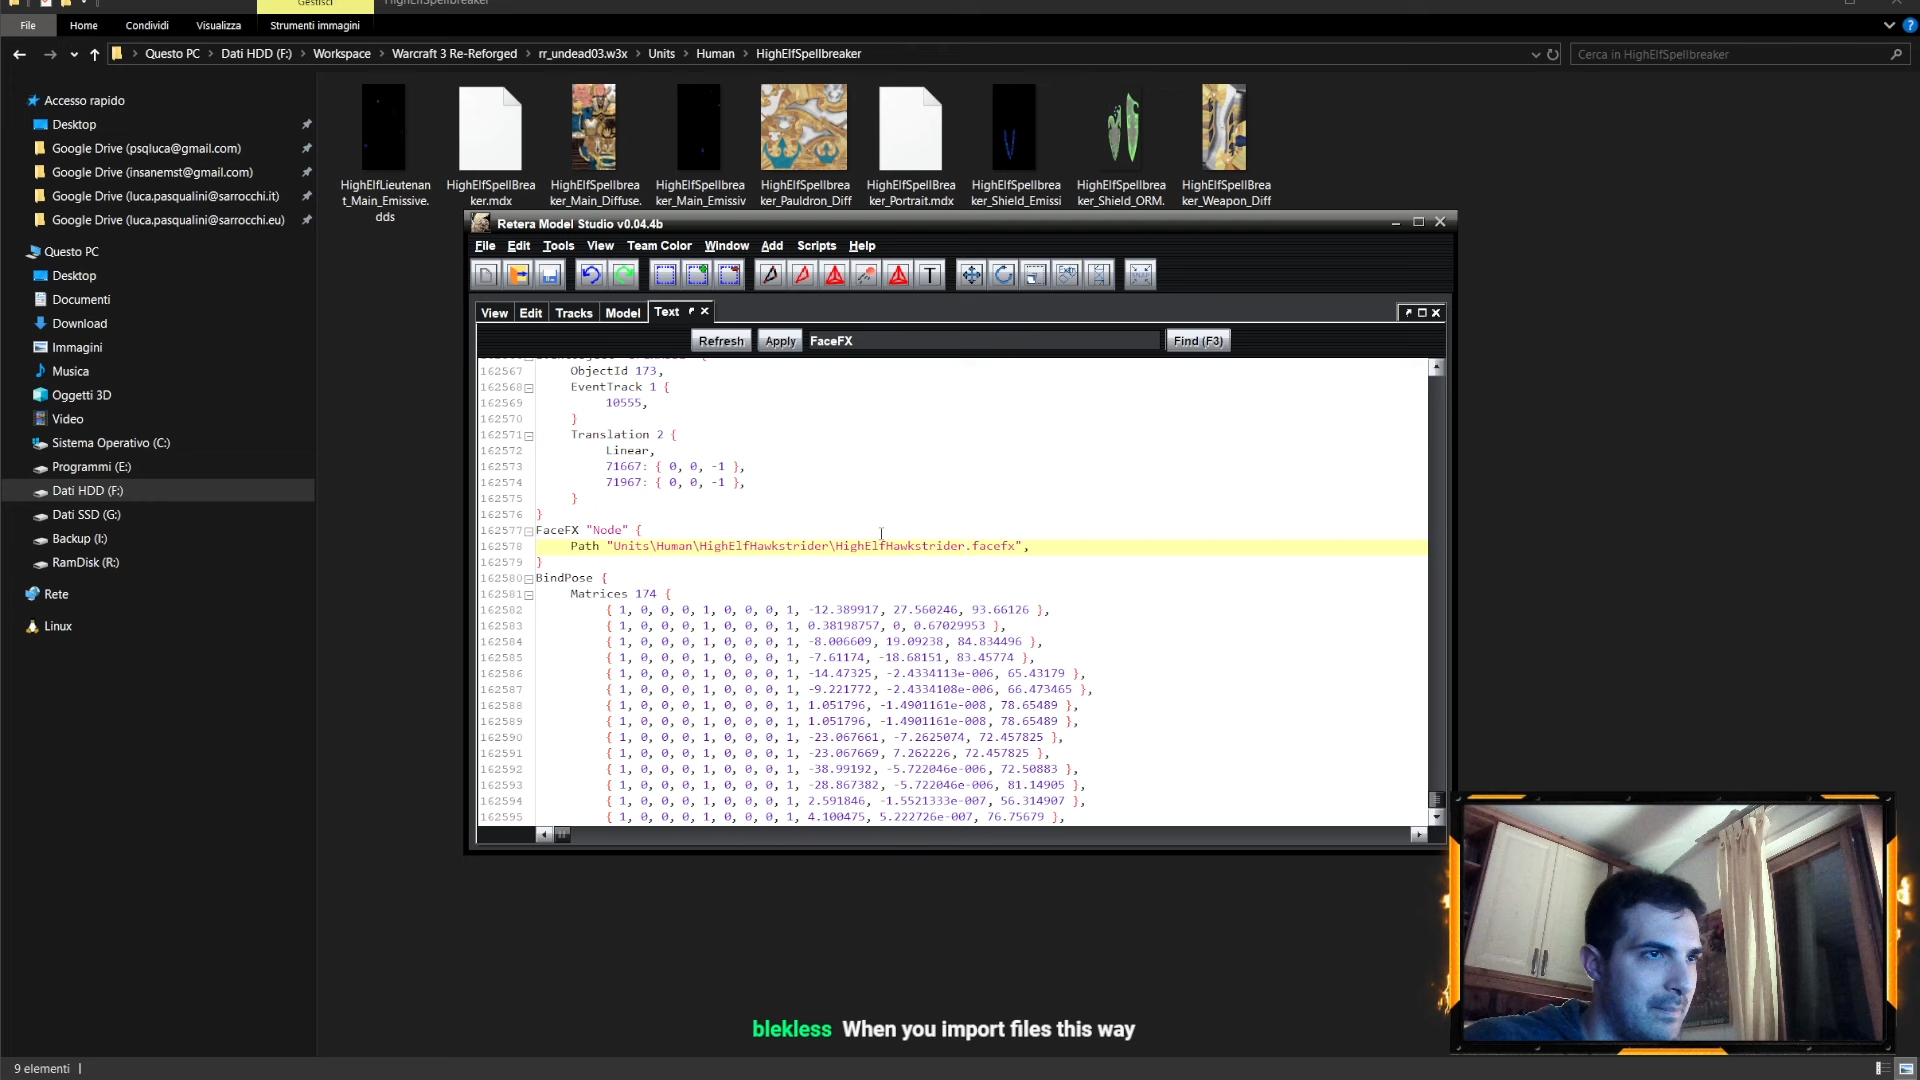 Gestisci
HighElfSpellbreaker
File Home Condividi Visualizza Strumenti immagini
Questo PC Dati HDD (F:) Workspace Warcraft 3 Re-Reforged rr_undead03.w3x Units Human HighElfSpellbreaker
Cerca in HighElfSpellbreaker
Accesso rapido
Desktop
Google Drive (psqluca@gmail.com)
Google Drive (insanemst@gmail.com)
Google Drive (luca.pasqualini@sarrocchi.it)
Google Drive (luca.pasqualini@sarrocchi.eu)
Questo PC
Desktop
Documenti
Download
Immagini
Musica
Oggetti 3D
Video
Sistema Operativo (C:)
Programmi (E:)
Dati HDD (F:)
Dati SSD (G:)
Backup (I:)
RamDisk (R:)
Rete
Linux
HighElfLieutenan
t_Main_Emissive.
dds
HighElfSpellBrea
ker.mdx
HighElfSpellbrea
ker_Main_Diffuse.
HighElfSpellbrea
ker_Main_Emissiv
HighElfSpellbrea
ker_Pauldron_Diff
HighElfSpellBrea
ker_Portrait.mdx
HighElfSpellbrea
ker_Shield_Emissi
HighElfSpellbrea
ker_Shield_ORM.
HighElfSpellbrea
ker_Weapon_Diff
Retera Model Studio v0.04.4b
File Edit Tools View Team Color Window Add Scripts Help
T
View Edit Tracks Model Text
Refresh Apply FaceFX Find (F3)
162567 ObjectId 173,
162568 EventTrack 1 {
162569 10555,
162570 }
162571 Translation 2 {
162572 Linear,
162573 71667: { 0, 0, -1 },
162574 71967: { 0, 0, -1 },
162575 }
162576 }
162577 FaceFX "Node" {
162578 Path "Units\Human\HighElfHawkstrider\HighElfHawkstrider.facefx",
162579 }
162580 BindPose {
162581 Matrices 174 {
162582 { 1, 0, 0, 0, 1, 0, 0, 0, 1, -12.389917, 27.560246, 93.66126 },
162583 { 1, 0, 0, 0, 1, 0, 0, 0, 1, 0.38198757, 0, 0.67029953 },
162584 { 1, 0, 0, 0, 1, 0, 0, 0, 1, -8.006609, 19.09238, 84.834496 },
162585 { 1, 0, 0, 0, 1, 0, 0, 0, 1, -7.61174, -18.68151, 83.45774 },
162586 { 1, 0, 0, 0, 1, 0, 0, 0, 1, -14.47325, -2.4334113e-006, 65.43179 },
162587 { 1, 0, 0, 0, 1, 0, 0, 0, 1, -9.221772, -2.4334108e-006, 66.473465 },
162588 { 1, 0, 0, 0, 1, 0, 0, 0, 1, 1.051796, -1.4901161e-008, 78.65489 },
162589 { 1, 0, 0, 0, 1, 0, 0, 0, 1, 1.051796, -1.4901161e-008, 78.65489 },
162590 { 1, 0, 0, 0, 1, 0, 0, 0, 1, -23.067661, -7.2625074, 72.457825 },
162591 { 1, 0, 0, 0, 1, 0, 0, 0, 1, -23.067669, 7.262226, 72.457825 },
162592 { 1, 0, 0, 0, 1, 0, 0, 0, 1, -38.99192, -5.722046e-006, 72.50883 },
162593 { 1, 0, 0, 0, 1, 0, 0, 0, 1, -28.867382, -5.722046e-006, 81.14905 },
162594 { 1, 0, 0, 0, 1, 0, 0, 0, 1, 2.591846, -1.5521333e-007, 56.314907 },
162595 { 1, 0, 0, 0, 1, 0, 0, 0, 1, 4.100475, 5.222726e-007, 76.75679 },
blekless When you import files this way
9 elementi